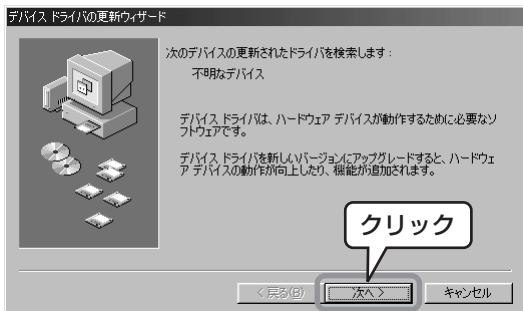 デバイス ドライバの更新ウィザード
次のデバイスの更新されたドライバを検索します :
不明なデバイス
デバイス ドライバは、ハードウェア デバイスが動作するために必要なソ
フトウェアです。
デバイス ドライバを新しいバージョンにアップグレードすると、ハードウェ
ア デバイスの動作が向上したり、機能が追加されます。
クリック
< 戻る(B) 次へ > キャンセル